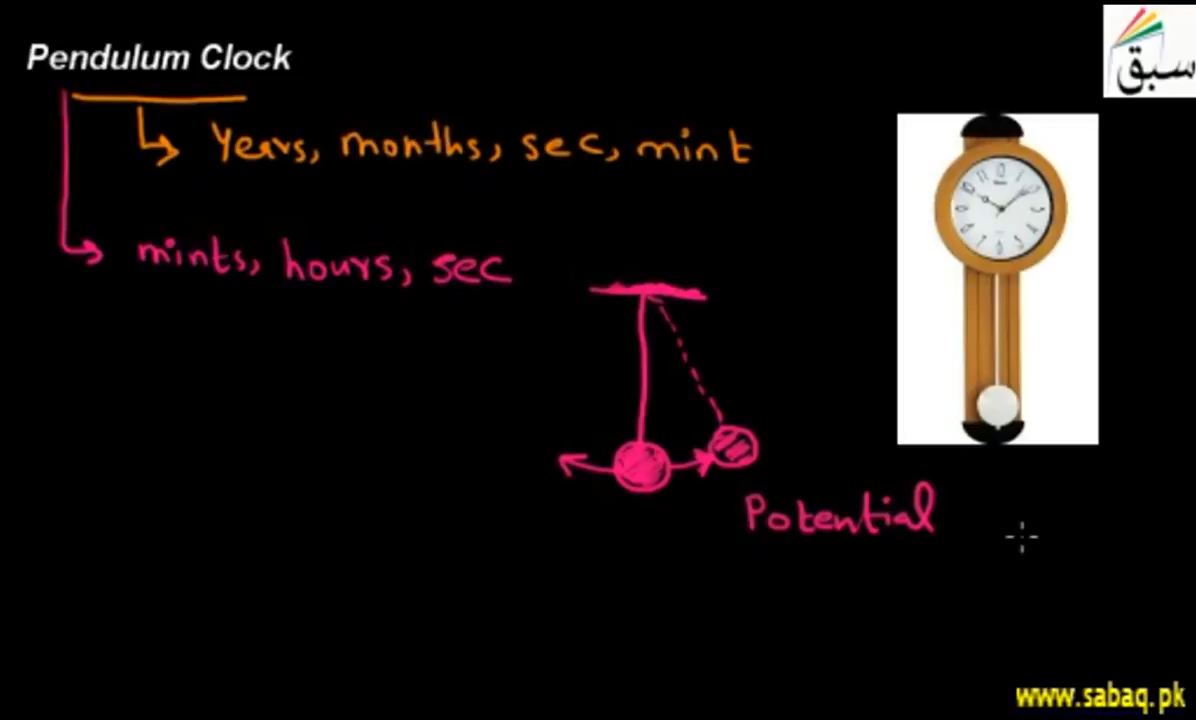 Pendulum Clock
سبق
Years, months, sec, mint
mints, hours, sec
Potential
www.sabaq.pk